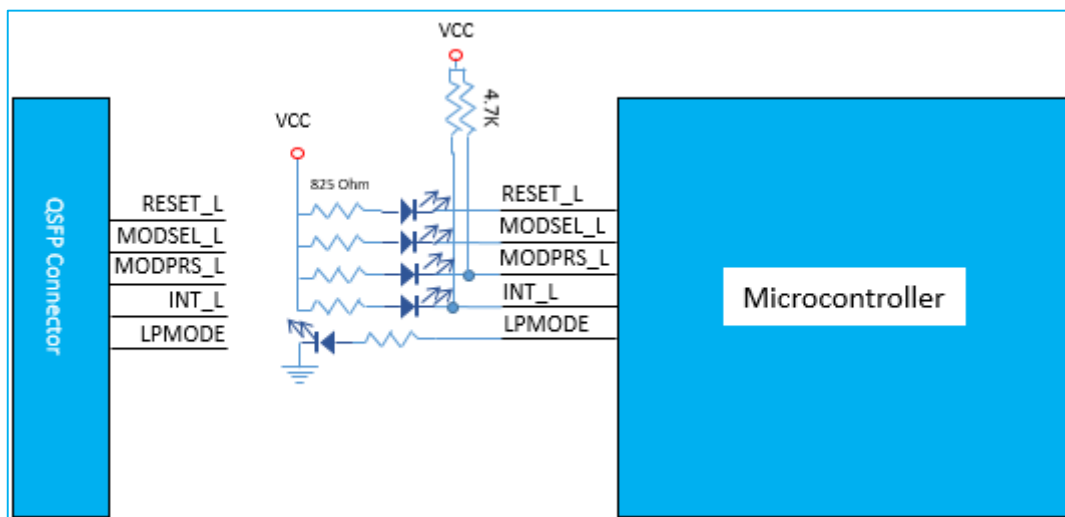 VCC
4.7K
VCC
825 Ohm
QSFP Connector
RESET_L
MODSEL_L
MODPRS_L
INT_L
LPMODE
RESET_L
MODSEL_L
MODPRS_L
INT_L
LPMODE
Microcontroller